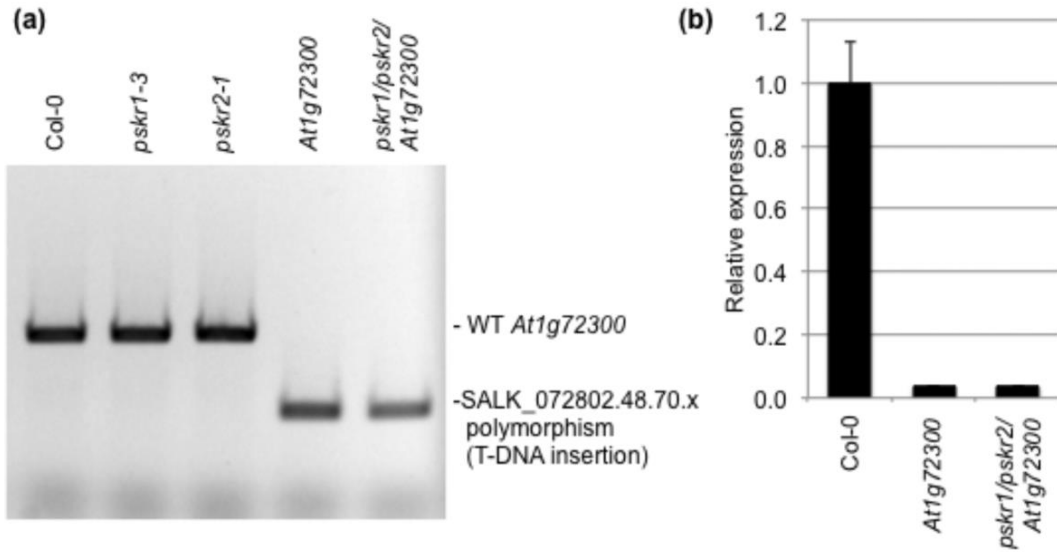 (a)
Col-0
pskr1-3
pskr2-1
At1g72300
pskr1/pskr2/
At1g72300
- WT At1g72300
-SALK_072802.48.70.x
polymorphism
(T-DNA insertion)
(b)
Relative expression
1.2
1.0
0.8
0.6
0.4
0.2
0.0
Col-0
At1g72300
pskr1/pskr2/
At1g72300